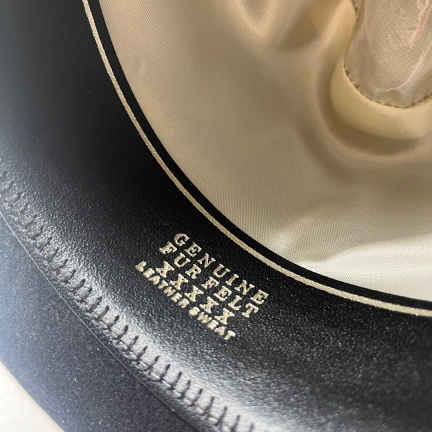 GENUINE
FUR FELT
XXXXX
LEATHER SWEAT